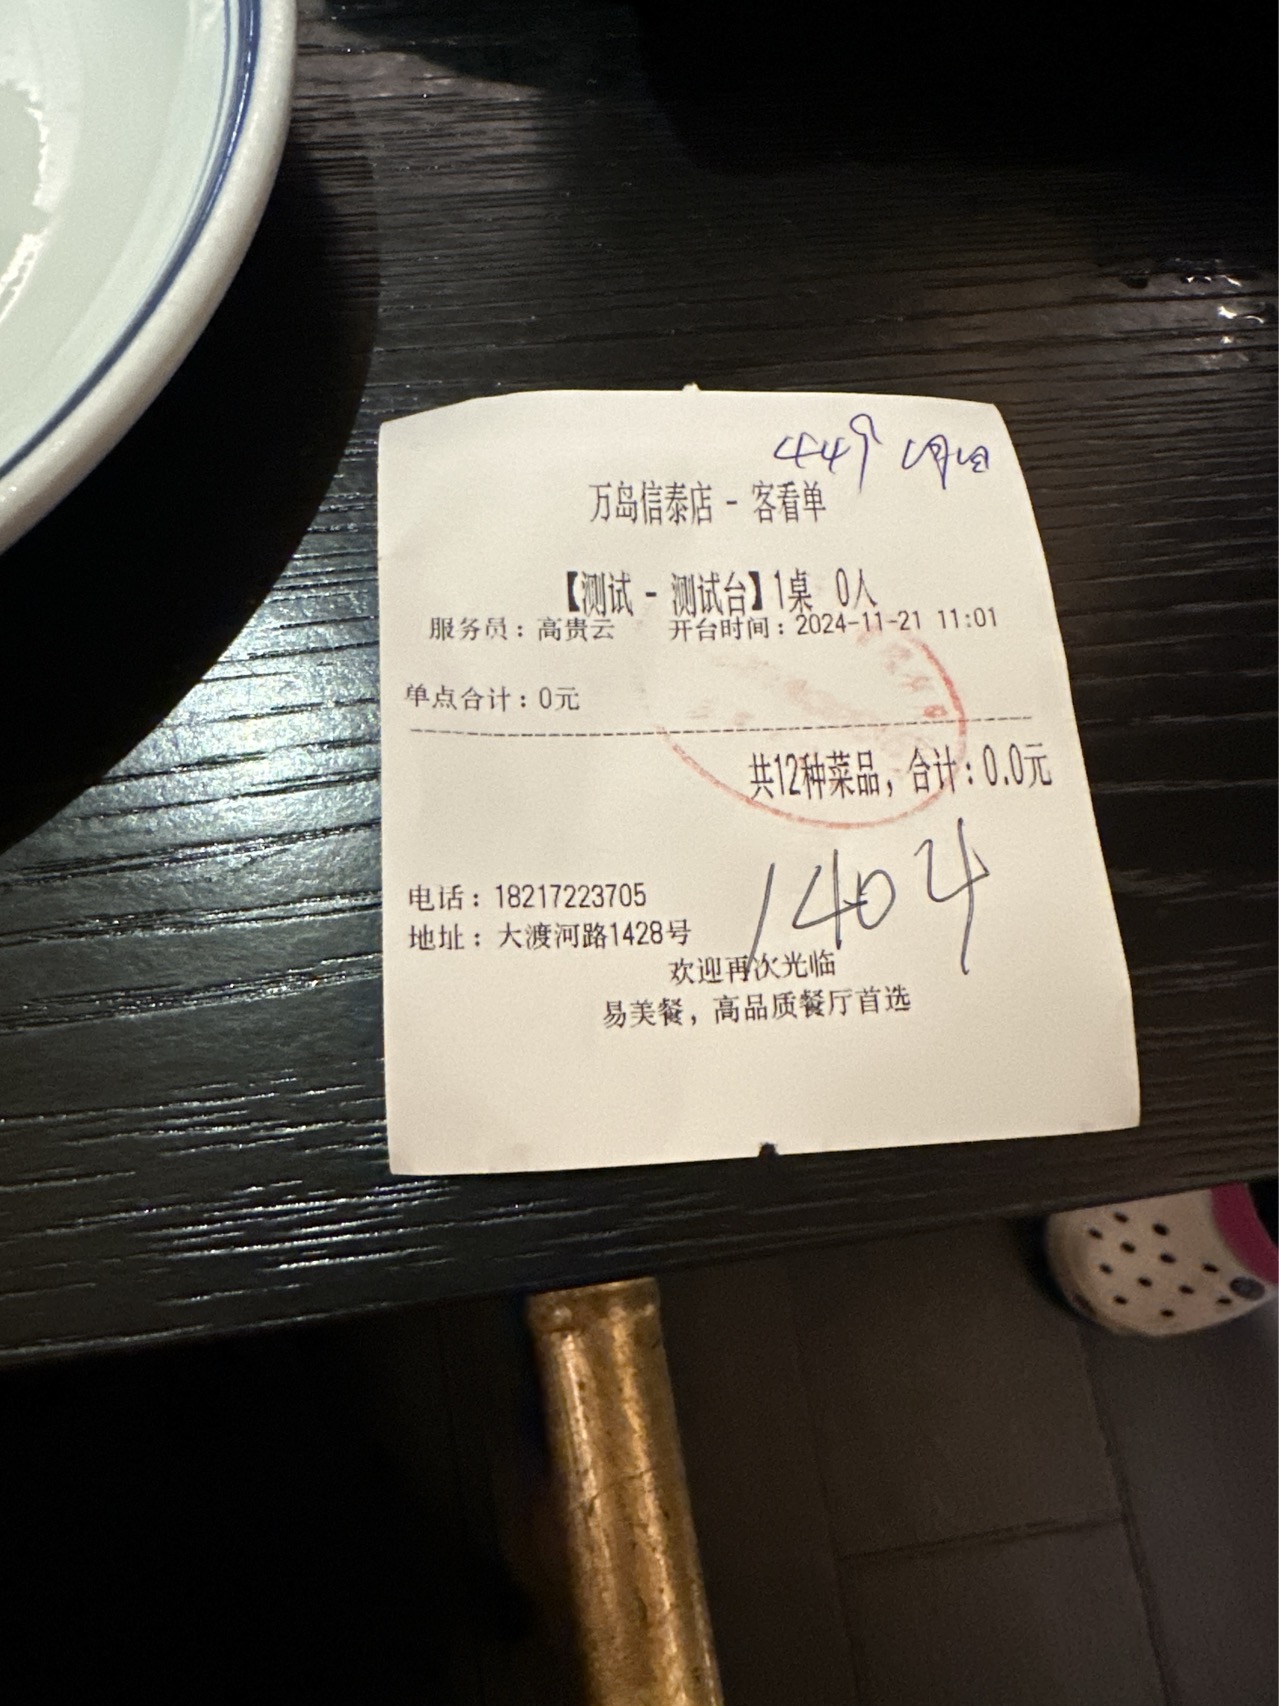 449
万岛信泰店 - 客看单
【测试 - 测试台】1桌 0人
服务员：高贵云 开台时间：2024-11-21 11:01
单点合计：0元
共12种菜品，合计：0.0元
1404
电话：18217223705
地址：大渡河路1428号
欢迎再次光临
易美餐，高品质餐厅首选